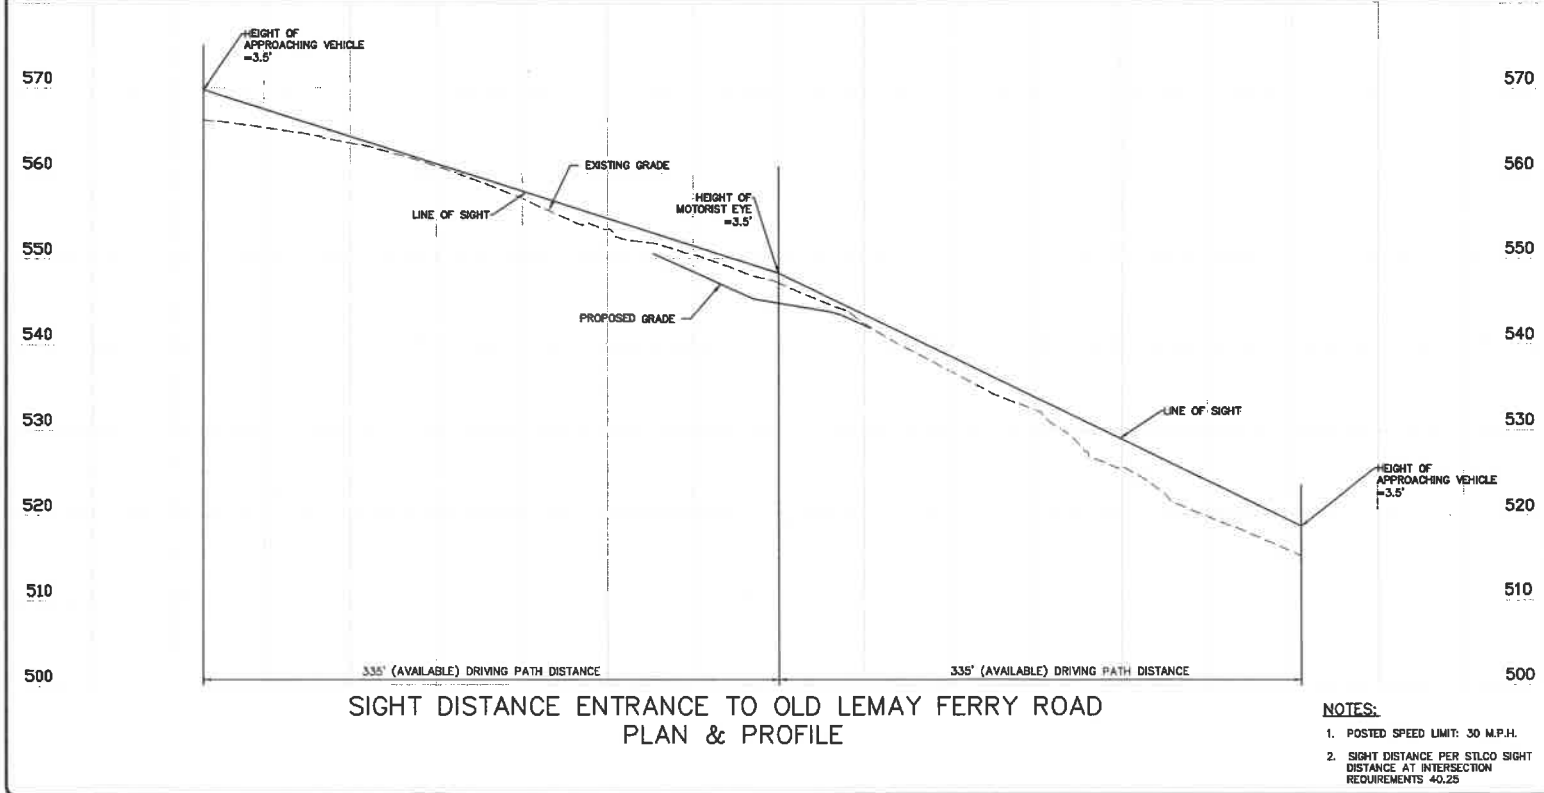 HEIGHT OF
APPROACHING VEHICLE
=3.5'
570
570
560
560
EXISTING GRADE
LINE OF SIGHT
HEIGHT OF
MOTORIST EYE
=3.5'
550
550
PROPOSED GRADE
540
540
530
530
LINE OF SIGHT
HEIGHT OF
APPROACHING VEHICLE
=3.5'
520
520
510
510
500
500
335' (AVAILABLE) DRIVING PATH DISTANCE
335' (AVAILABLE) DRIVING PATH DISTANCE
SIGHT DISTANCE ENTRANCE TO OLD LEMAY FERRY ROAD
PLAN & PROFILE
NOTES:
1. POSTED SPEED LIMIT: 30 M.P.H.
2. SIGHT DISTANCE PER STLCO SIGHT
DISTANCE AT INTERSECTION
REQUIREMENTS 40.25